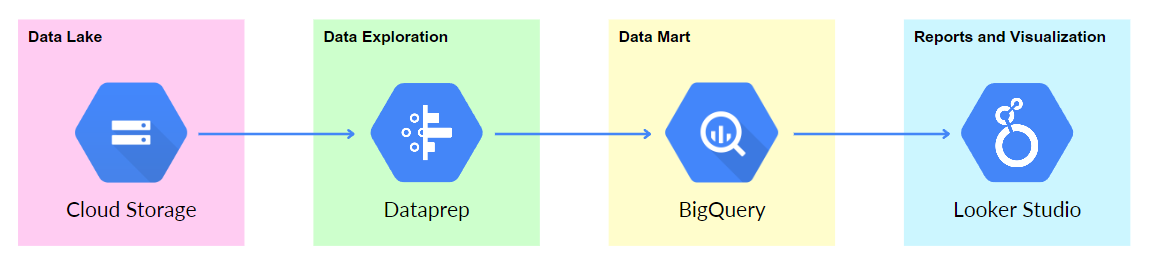 Data Lake
Data Exploration
Data Mart
Reports and Visualization
Cloud Storage
Dataprep
BigQuery
Looker Studio